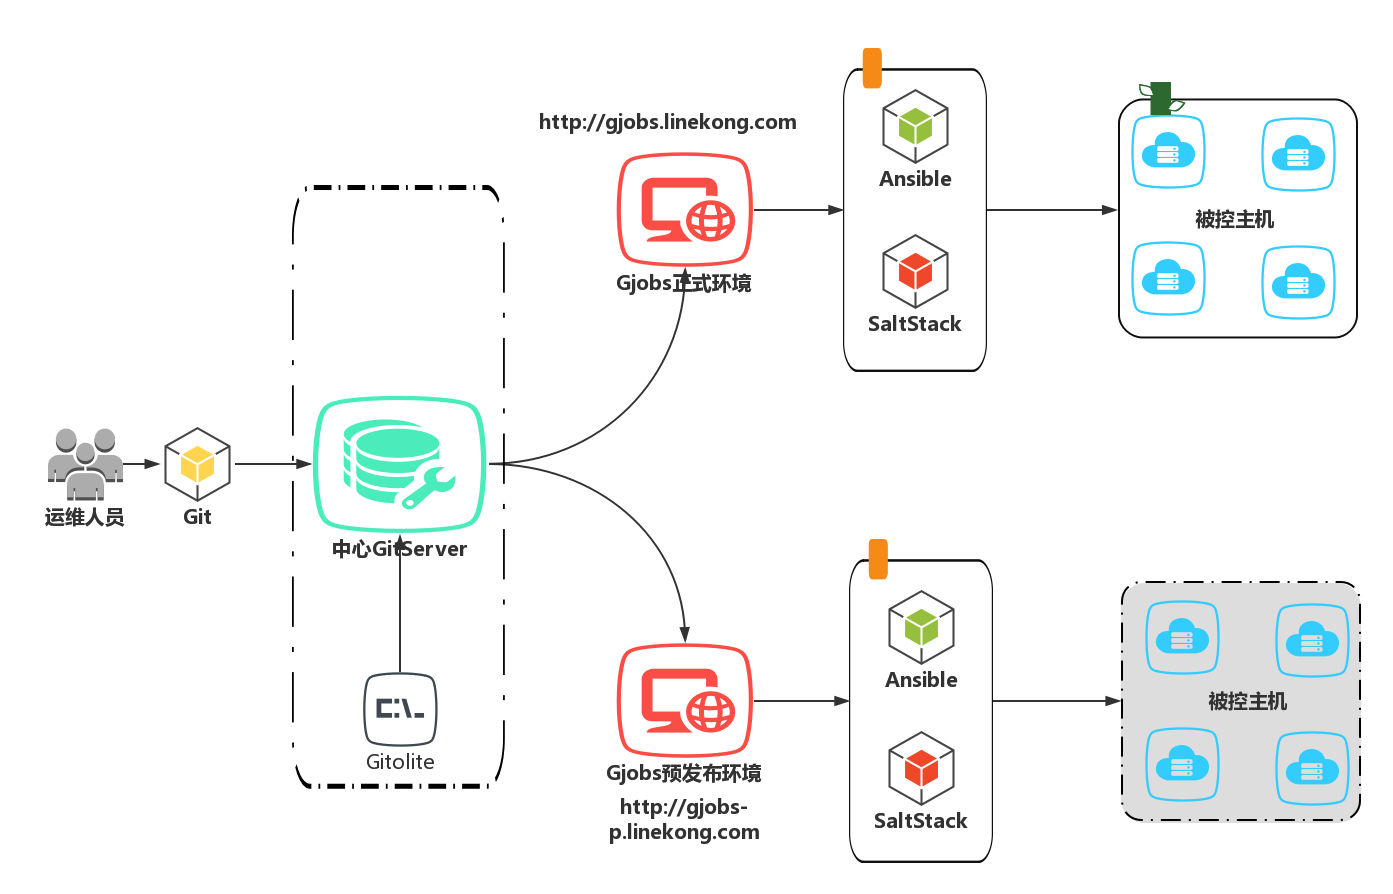 http://gjobs.linekong.com
Ansible
Gjobs正式环境
SaltStack
被控主机
运维人员
Git
中心GitServer
Gitolite
Gjobs预发布环境
http://gjobs-
p.linekong.com
Ansible
SaltStack
被控主机